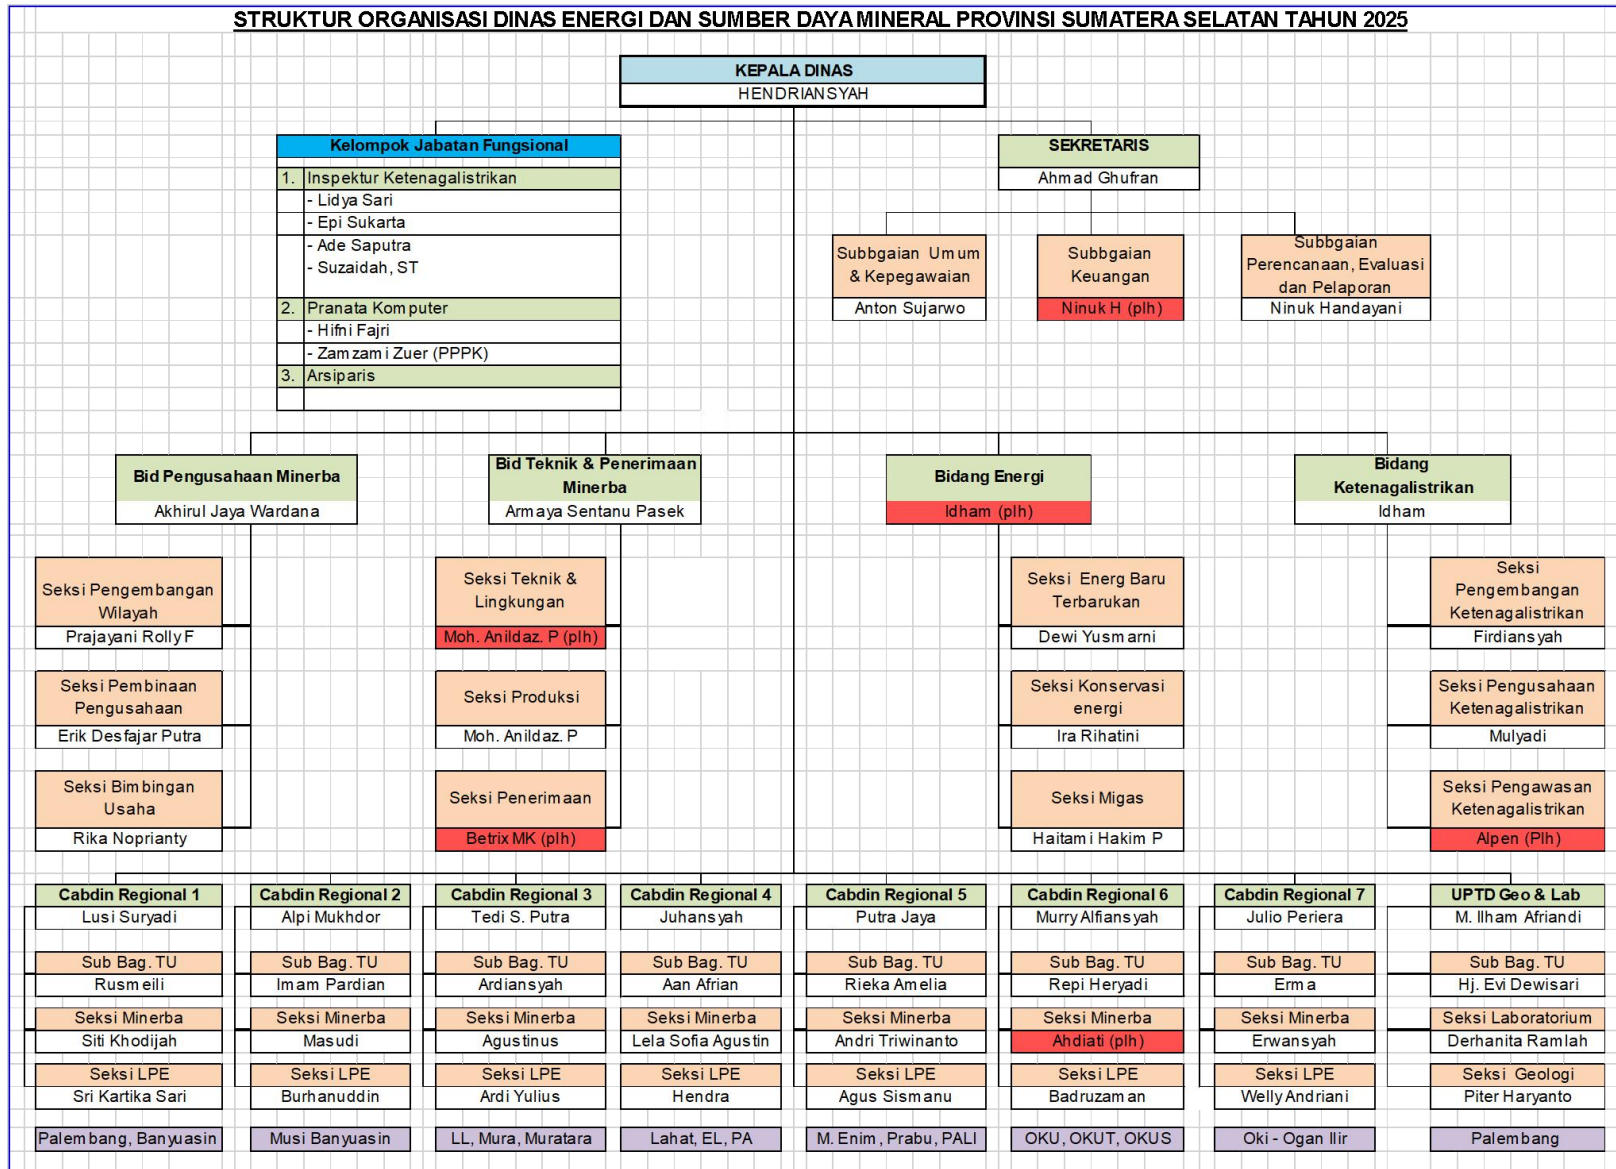 STRUKTUR ORGANISASI DINAS ENERGI DAN SUMBER DAYA MINERAL PROVINSI SUMATERA SELATAN TAHUN 2025
KEPALA DINAS
HENDRIANSYAH
Kelompok Jabatan Fungsional
1. Inspektur Ketenagalistrikan
- Lidya Sari
- Epi Sukarta
- Ade Saputra
- Suzaidah, ST
2. Pranata Komputer
- Hifni Fajri
- Zamzami Zuer (PPPK)
3. Arsiparis
SEKRETARIS
Ahmad Ghufran
Subbgaian Umum
& Kepegawaian
Anton Sujarwo
Subbgaian
Keuangan
Ninuk H (plh)
Subbgaian
Perencanaan, Evaluasi
dan Pelaporan
Ninuk Handayani
Bid Pengusahaan Minerba
Akhirul Jaya Wardana
Bid Teknik & Penerimaan
Minerba
Armaya Sentanu Pasek
Bidang Energi
Idham (plh)
Bidang
Ketenagalistrikan
Idham
Seksi Pengembangan
Wilayah
Prajayani Rolly F
Seksi Pembinaan
Pengusahaan
Erik Desfajar Putra
Seksi Bimbingan
Usaha
Rika Noprianty
Seksi Teknik &
Lingkungan
Moh. Anildaz. P (plh)
Seksi Produksi
Moh. Anildaz. P
Seksi Penerimaan
Betrix MK (plh)
Seksi Energ Baru
Terbarukan
Dewi Yusmarni
Seksi Konservasi
energi
Ira Rihatini
Seksi Migas
Haitami Hakim P
Seksi
Pengembangan
Ketenagalistrikan
Firdiansyah
Seksi Pengusahaan
Ketenagalistrikan
Mulyadi
Seksi Pengawasan
Ketenagalistrikan
Alpen (Plh)
Cabdin Regional 1
Lusi Suryadi
Sub Bag. TU
Rusmeili
Seksi Minerba
Siti Khodijah
Seksi LPE
Sri Kartika Sari
Palembang, Banyuasin
Cabdin Regional 2
Alpi Mukhdor
Sub Bag. TU
Imam Pardian
Seksi Minerba
Masudi
Seksi LPE
Burhanuddin
Musi Banyuasin
Cabdin Regional 3
Tedi S. Putra
Sub Bag. TU
Ardiansyah
Seksi Minerba
Agustinus
Seksi LPE
Ardi Yulius
LL, Mura, Muratara
Cabdin Regional 4
Juhansyah
Sub Bag. TU
Aan Afrian
Seksi Minerba
Lela Sofia Agustin
Seksi LPE
Hendra
Lahat, EL, PA
Cabdin Regional 5
Putra Jaya
Sub Bag. TU
Rieka Amelia
Seksi Minerba
Andri Triwinanto
Seksi LPE
Agus Sismanu
M. Enim, Prabu, PALI
Cabdin Regional 6
Murry Alfiansyah
Sub Bag. TU
Repi Heryadi
Seksi Minerba
Ahdiati (plh)
Seksi LPE
Badruzaman
OKU, OKUT, OKUS
Cabdin Regional 7
Julio Periera
Sub Bag. TU
Erma
Seksi Minerba
Erwansyah
Seksi LPE
Welly Andriani
Oki - Ogan Ilir
UPTD Geo & Lab
M. Ilham Afriandi
Sub Bag. TU
Hj. Evi Dewisari
Seksi Laboratorium
Derhanita Ramlah
Seksi Geologi
Piter Haryanto
Palembang